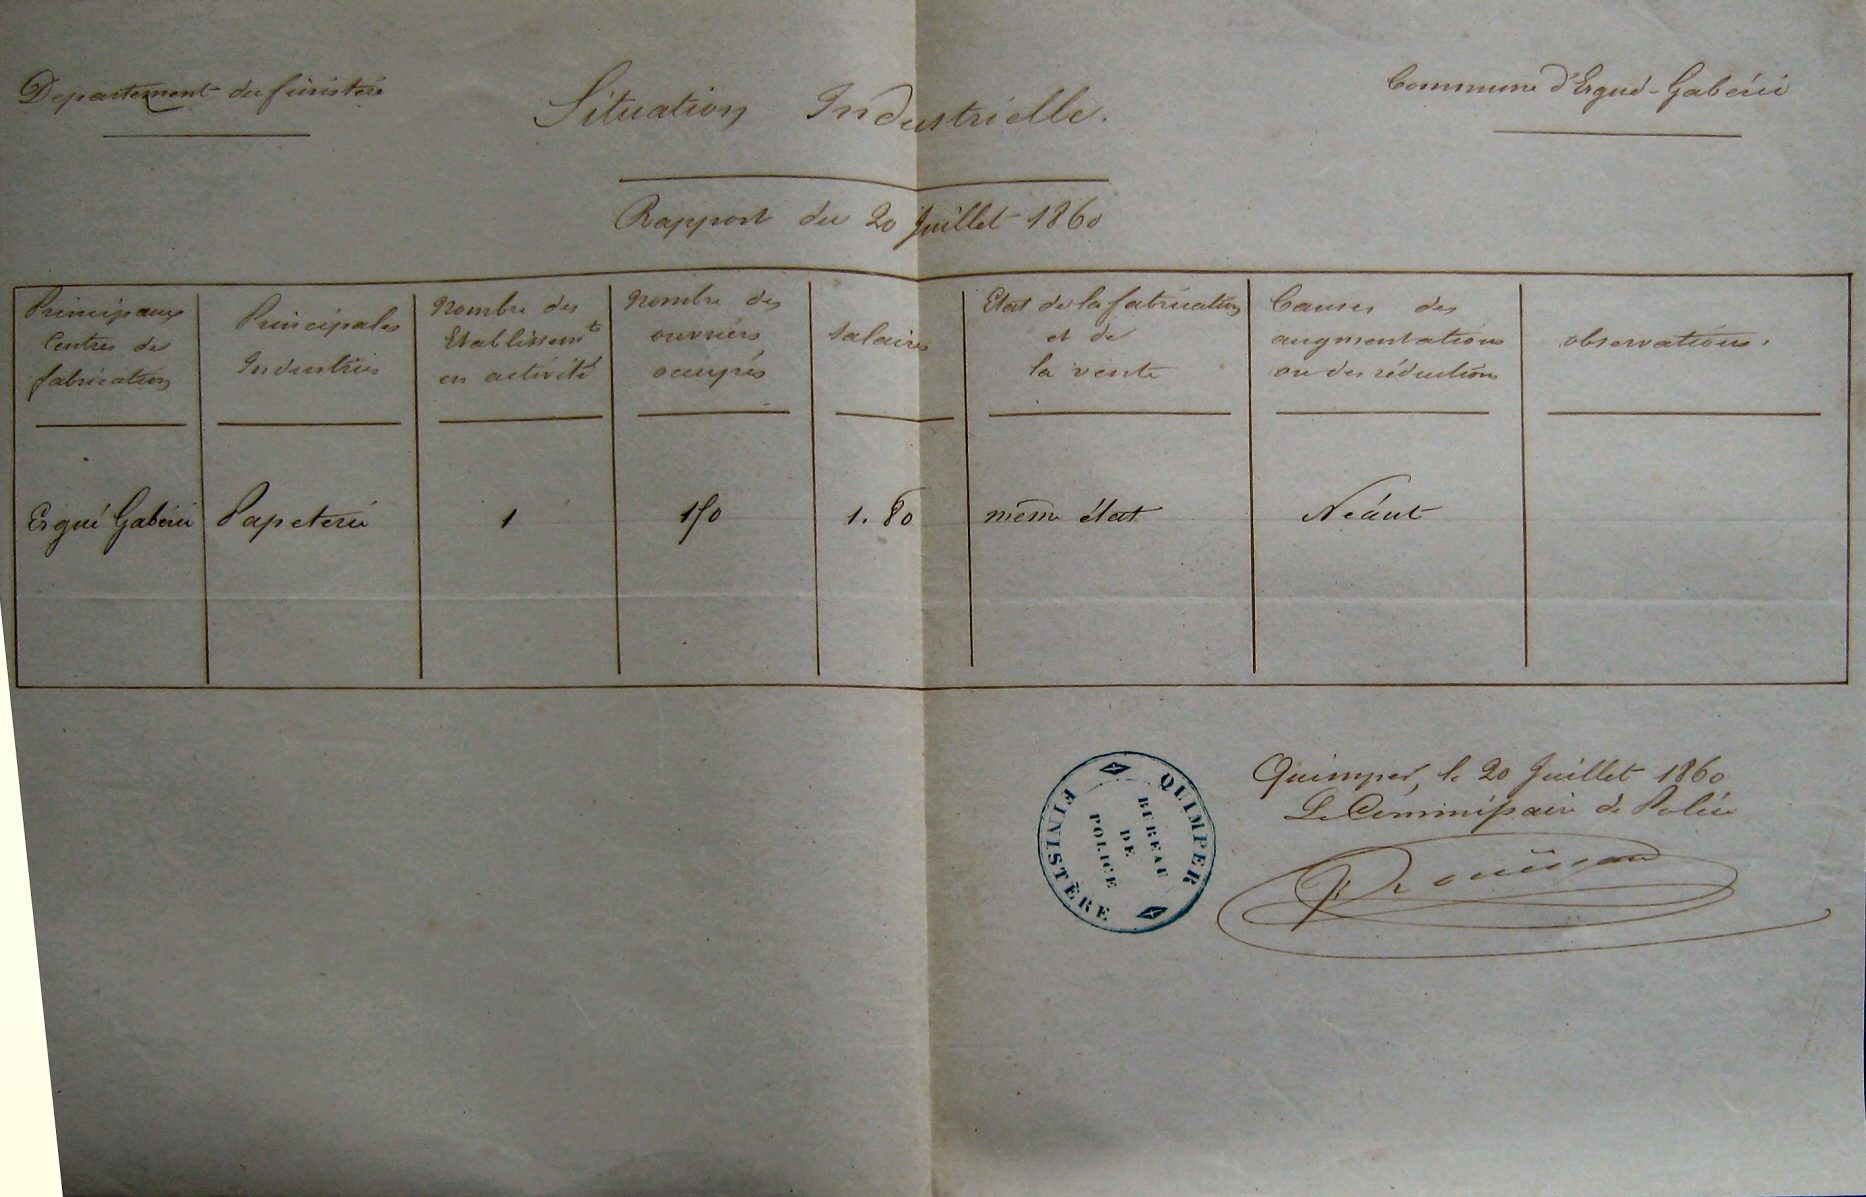 Departement du finistère
Situation Industrielle.
Commune d'Ergué-Gabéric
Rapport du 20 Juillet 1860
Principaux
Centres de
fabrication
Principales
Industries
Nombre des
Etablissemts
en activité
Nombre des
ouvriers
occupés
Salaires
Etat de la fabrication
et de
la vente
Causes des
augmentations
ou des réductions
observations.
Ergué Gabéric
Papeterie
1
150
1.80
même état
Néant
Quimper, le 20 Juillet 1860
Le Commissaire de Police
QUIMPER
BUREAU
DE
POLICE
FINISTÈRE